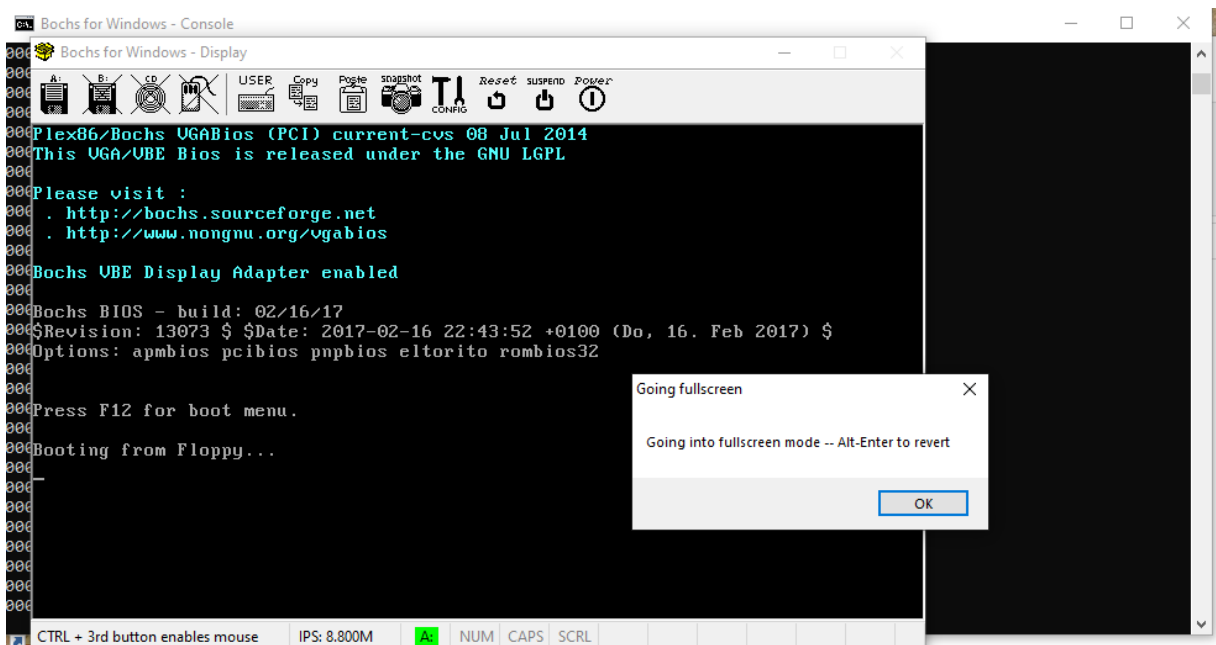 Bochs for Windows - Console
Bochs for Windows - Display
A: B: CD USER Copy Paste snapshot CONFIG Reset SUSPEND Power
Plex86/Bochs VGABios (PCI) current-cvs 08 Jul 2014
This VGA/VBE Bios is released under the GNU LGPL
Please visit :
. http://bochs.sourceforge.net
. http://www.nongnu.org/vgabios
Bochs VBE Display Adapter enabled
Bochs BIOS - build: 02/16/17
$Revision: 13073 $ $Date: 2017-02-16 22:43:52 +0100 (Do, 16. Feb 2017) $
Options: apmbios pcibios pnpbios eltorito rombios32
Press F12 for boot menu.
Booting from Floppy...
Going fullscreen
Going into fullscreen mode -- Alt-Enter to revert
OK
CTRL + 3rd button enables mouse IPS: 8.800M A: NUM CAPS SCRL